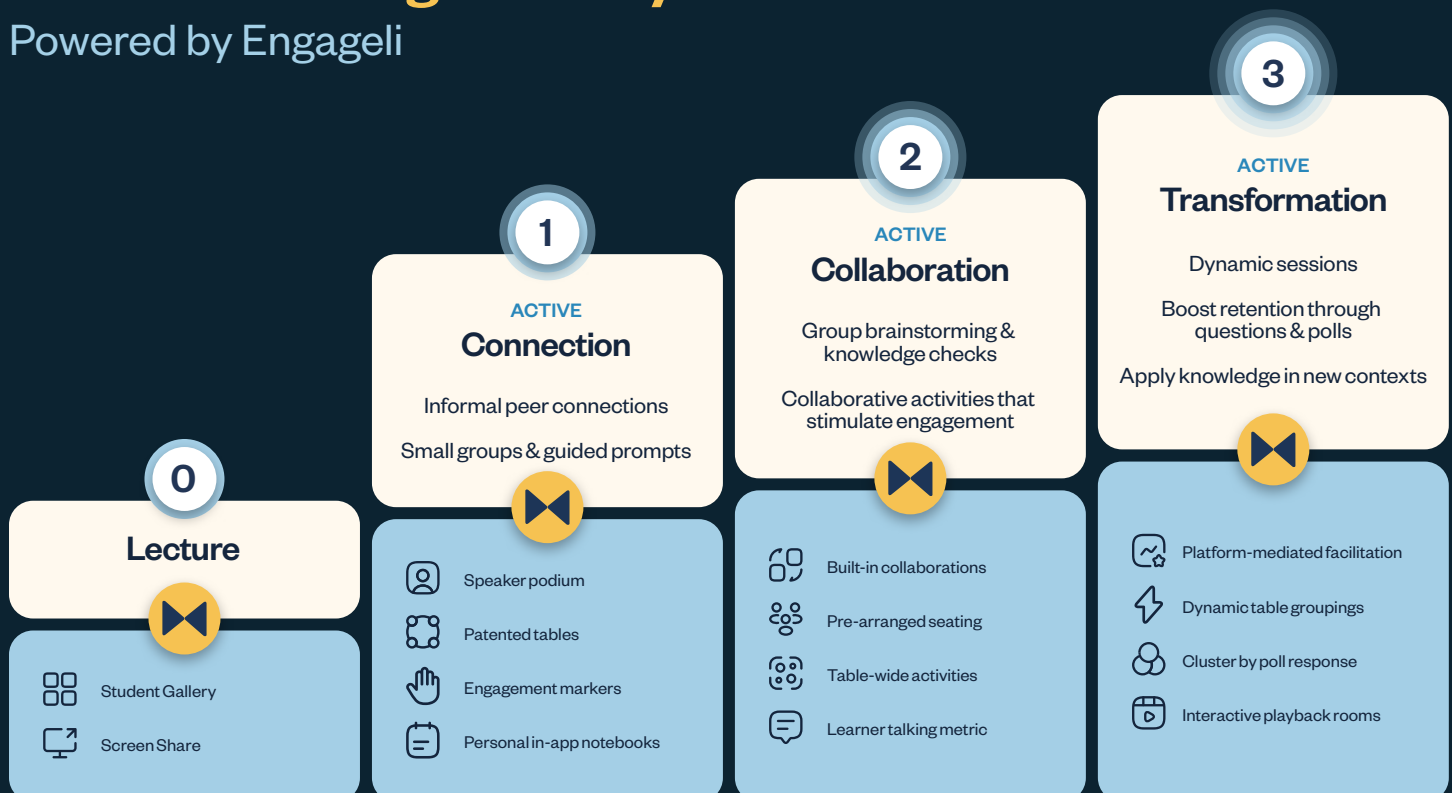 Powered by Engageli
0
Lecture
Student Gallery
Screen Share
1
ACTIVE
Connection
Informal peer connections
Small groups & guided prompts
Speaker podium
Patented tables
Engagement markers
Personal in-app notebooks
2
ACTIVE
Collaboration
Group brainstorming &
knowledge checks
Collaborative activities that
stimulate engagement
Built-in collaborations
Pre-arranged seating
Table-wide activities
Learner talking metric
3
ACTIVE
Transformation
Dynamic sessions
Boost retention through
questions & polls
Apply knowledge in new contexts
Platform-mediated facilitation
Dynamic table groupings
Cluster by poll response
Interactive playback rooms